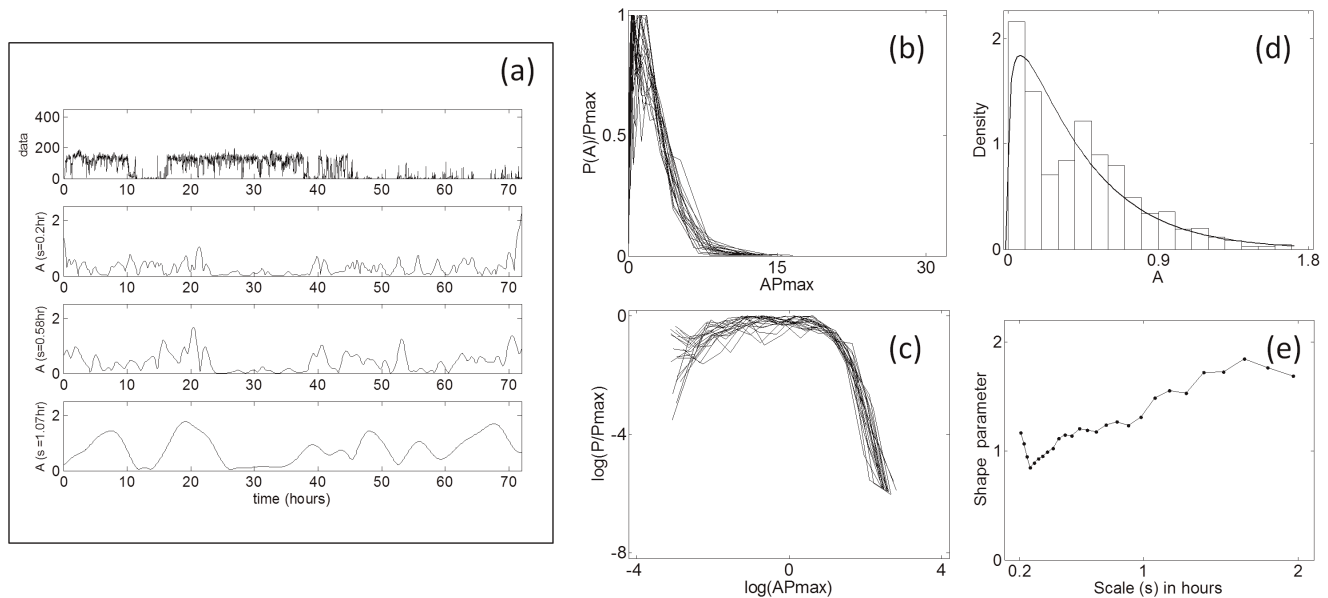 (a)
data
400
200
0
0 10 20 30 40 50 60 70
A (s=0.2hr)
2
0
0 10 20 30 40 50 60 70
A (s=0.58hr)
2
0
0 10 20 30 40 50 60 70
A (s =1.07hr)
2
0
0 10 20 30 40 50 60 70
time (hours)
(b)
P(A)/Pmax
1
0.5
0
0 15 30
APmax
(c)
log(P/Pmax)
0
-4
-8
-4 0 4
log(APmax)
(d)
Density
2
1
0
0 0.9 1.8
A
(e)
Shape parameter
2
1
0
0.2 1 2
Scale (s) in hours